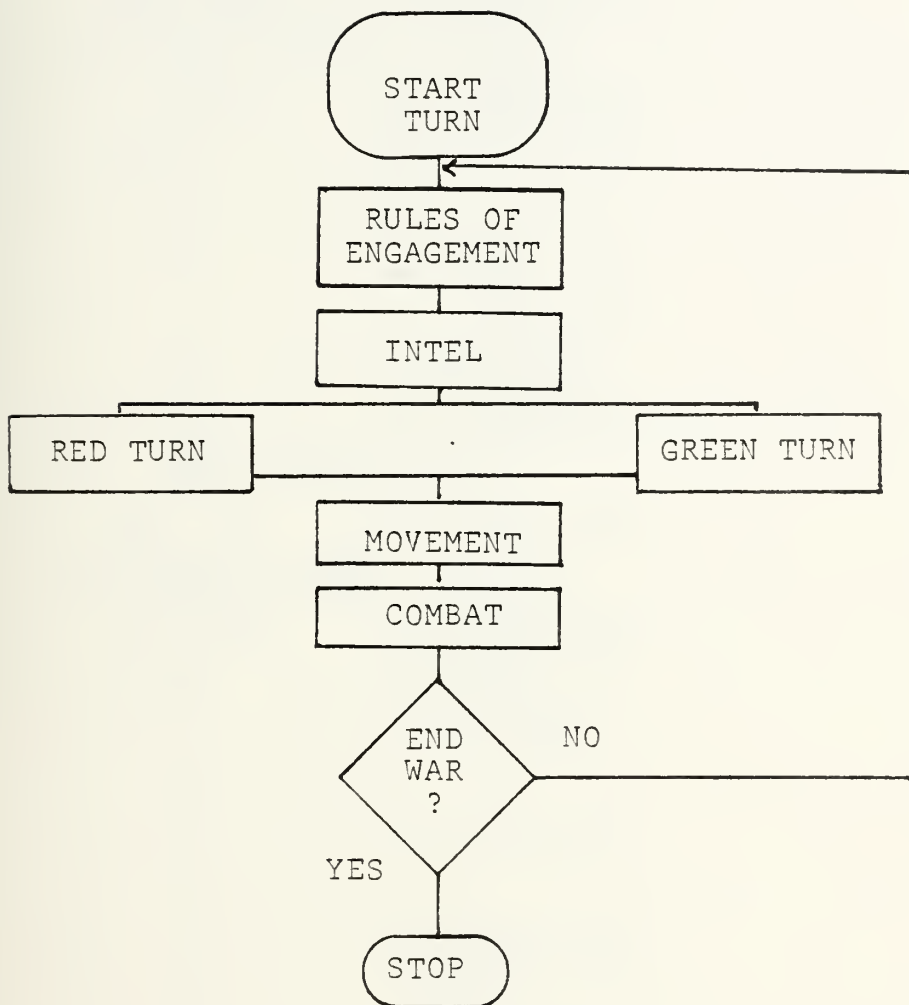 START
TURN
RULES OF
ENGAGEMENT
INTEL
RED TURN
GREEN TURN
MOVEMENT
COMBAT
END
WAR
?
NO
YES
STOP